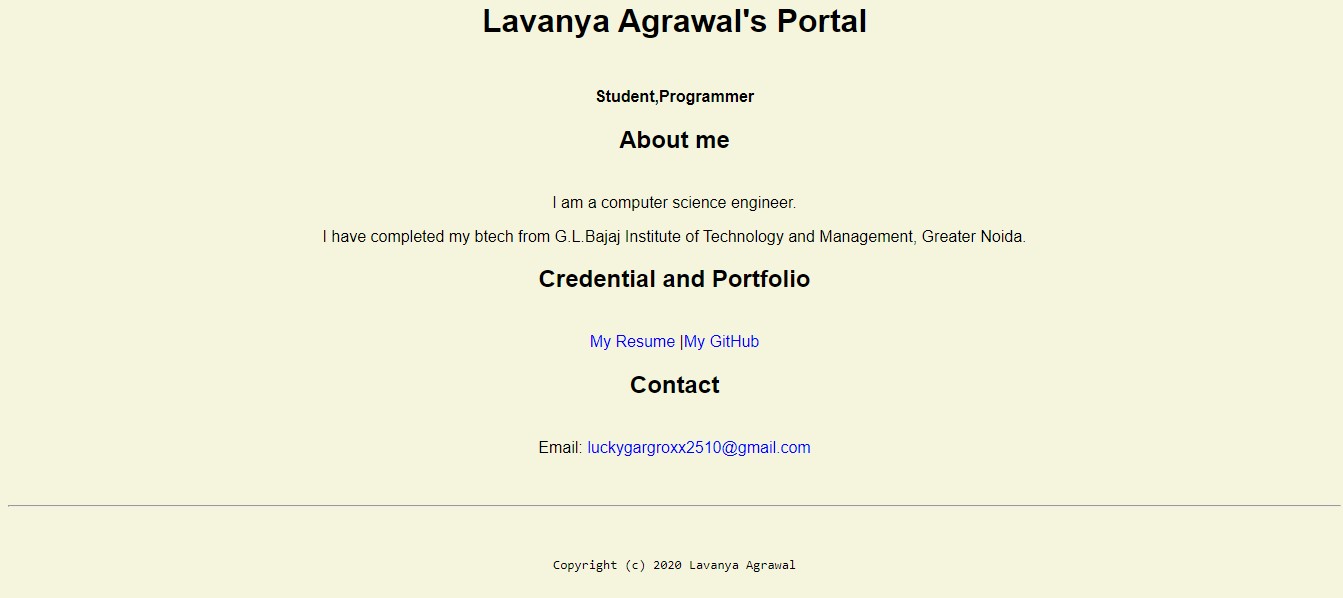 Lavanya Agrawal's Portal
Student,Programmer
About me
I am a computer science engineer.
I have completed my btech from G.L.Bajaj Institute of Technology and Management, Greater Noida.
Credential and Portfolio
My Resume |My GitHub
Contact
Email: luckygargroxx2510@gmail.com
Copyright (c) 2020 Lavanya Agrawal